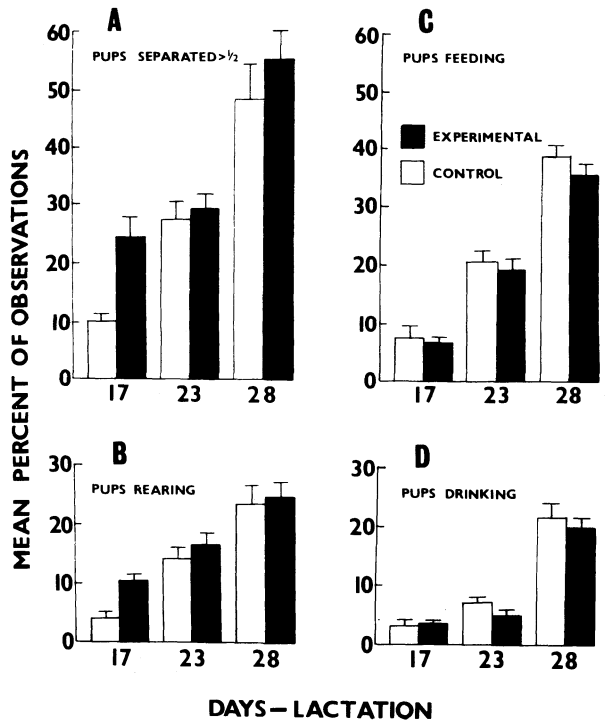 MEAN PERCENT OF OBSERVATIONS
A
PUPS SEPARATED>½
60
50
40
30
20
10
0
17 23 28
B
PUPS REARING
30
20
10
0
17 23 28
C
PUPS FEEDING
60
50
40
30
20
10
0
EXPERIMENTAL
CONTROL
17 23 28
D
PUPS DRINKING
30
20
10
0
17 23 28
DAYS—LACTATION